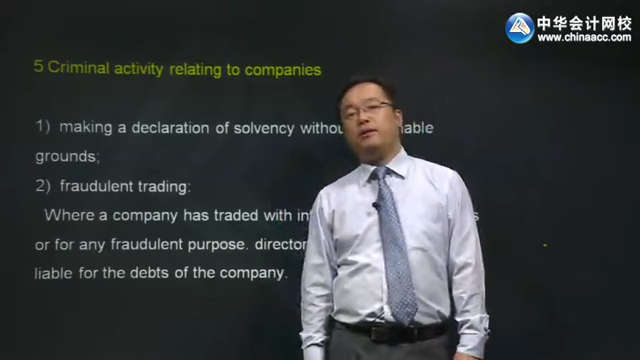 中华会计网校
www.chinaacc.com
5 Criminal activity relating to companies
1) making a declaration of solvency
grounds;
2) fraudulent trading:
Where a company has traded with
or for any fraudulent purpose. director
liable for the debts of the company.